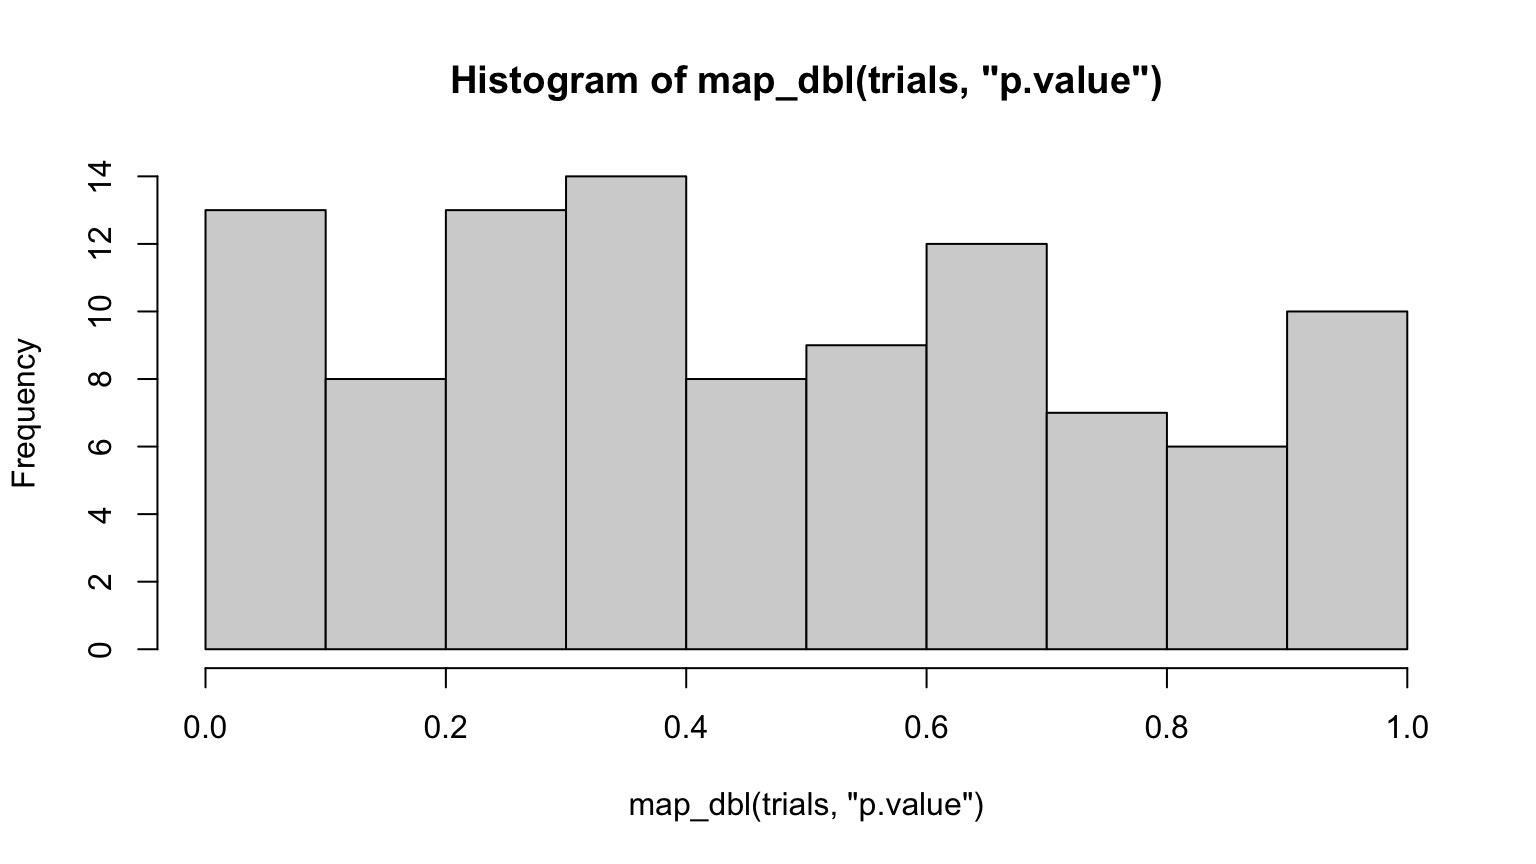 Histogram of map_dbl(trials, "p.value")
Frequency
14
12
10
8
6
4
2
0
0.0 0.2 0.4 0.6 0.8 1.0
map_dbl(trials, "p.value")